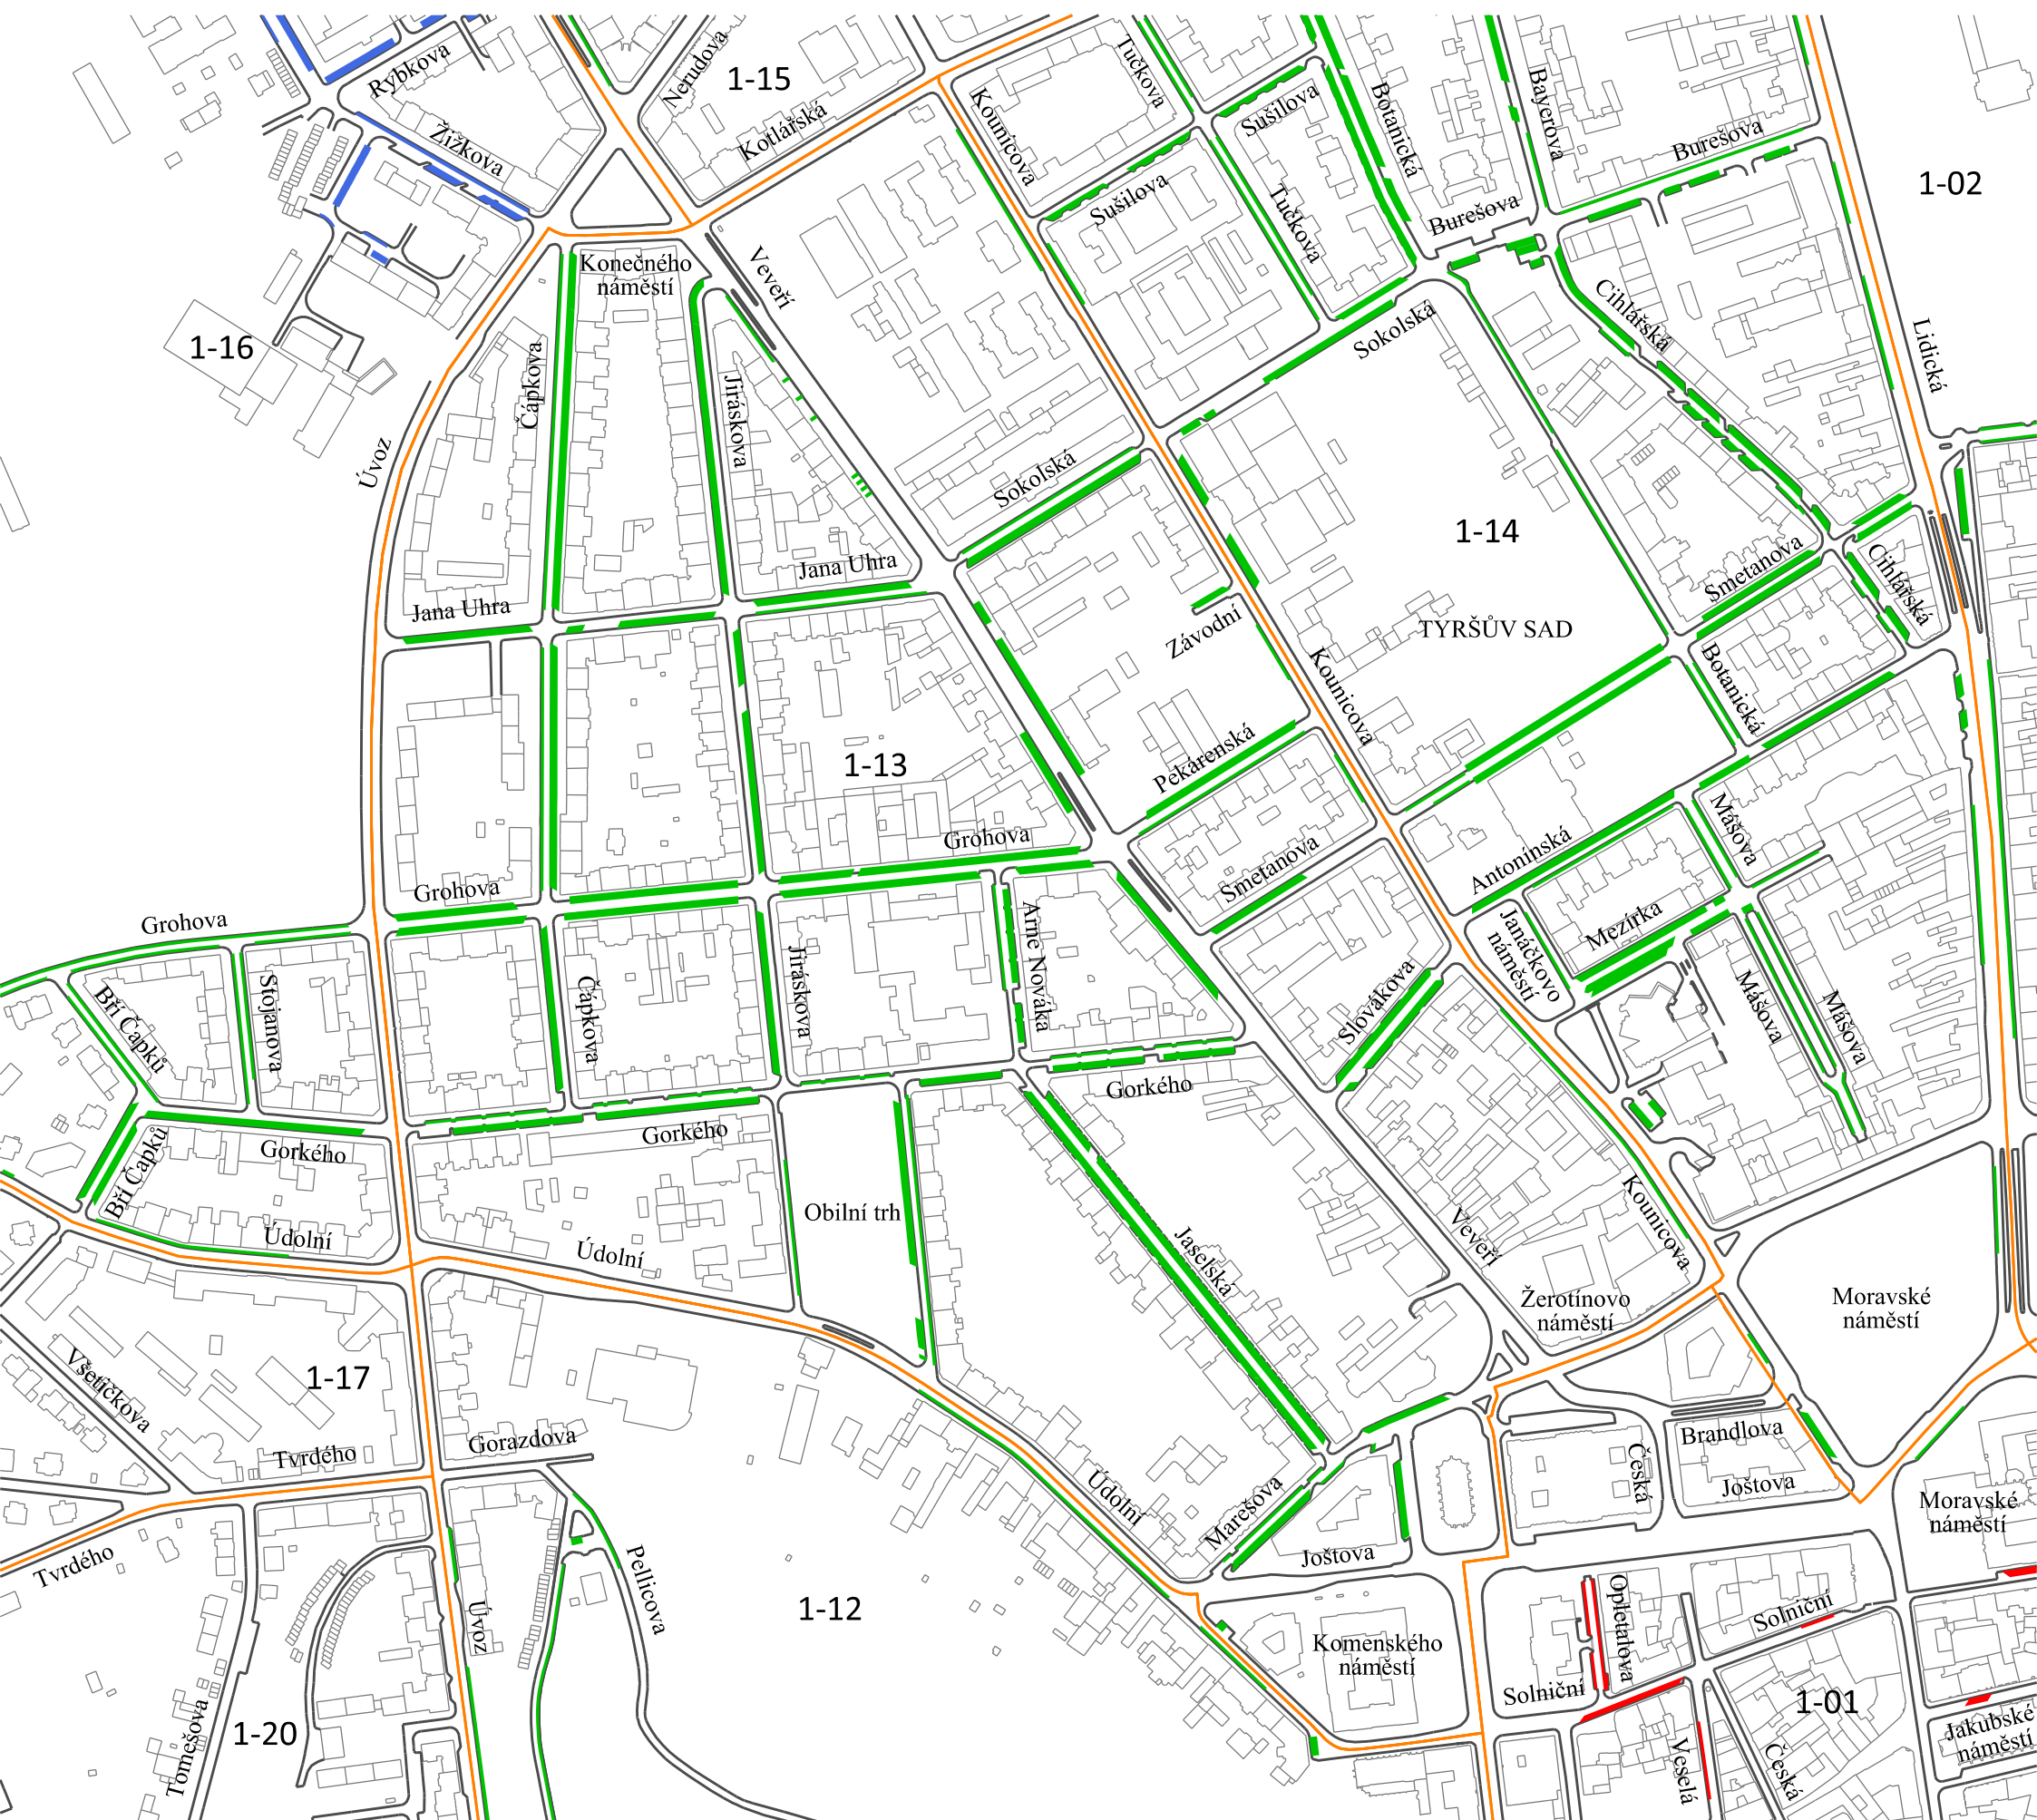 Rybkova
Nerudova
1-15
Tučkova
Kounicova
Kotlářská
Žižkova
Sušilova
Botanická
Bayerova
Burešova
1-02
Sušilova
Tučkova
Burešova
Konečného
náměstí
Veveří
Cihlářská
Sokolská
Lidická
1-16
Čápkova
Jiráskova
Úvoz
Sokolská
1-14
Jana Uhra
Smetanova
Cihlářská
Jana Uhra
Závodní
TYRŠŮV SAD
Kounicova
Botanická
1-13
Pekárenská
Mášova
Grohova
Smetanova
Antonínská
Grohova
Grohova
Arne Nováka
Janáčkovo
náměstí
Mezírka
Bří Čapků
Stojanova
Čápkova
Jiráskova
Slovákova
Mášova
Mášova
Gorkého
Gorkého
Gorkého
Bří Čapků
Údolní
Obilní trh
Údolní
Jaselská
Veveří
Kounicova
Žerotínovo
náměstí
Moravské
náměstí
Všetičkova
1-17
Gorazdova
Tvrdého
Údolní
Marešova
Česká
Brandlova
Joštova
Moravské
náměstí
Joštova
Tvrdého
Úvoz
Pellicova
1-12
Opletalova
Solniční
Komenského
náměstí
Solniční
1-01
Tomešova
1-20
Veselá
Česká
Jakubské
náměstí